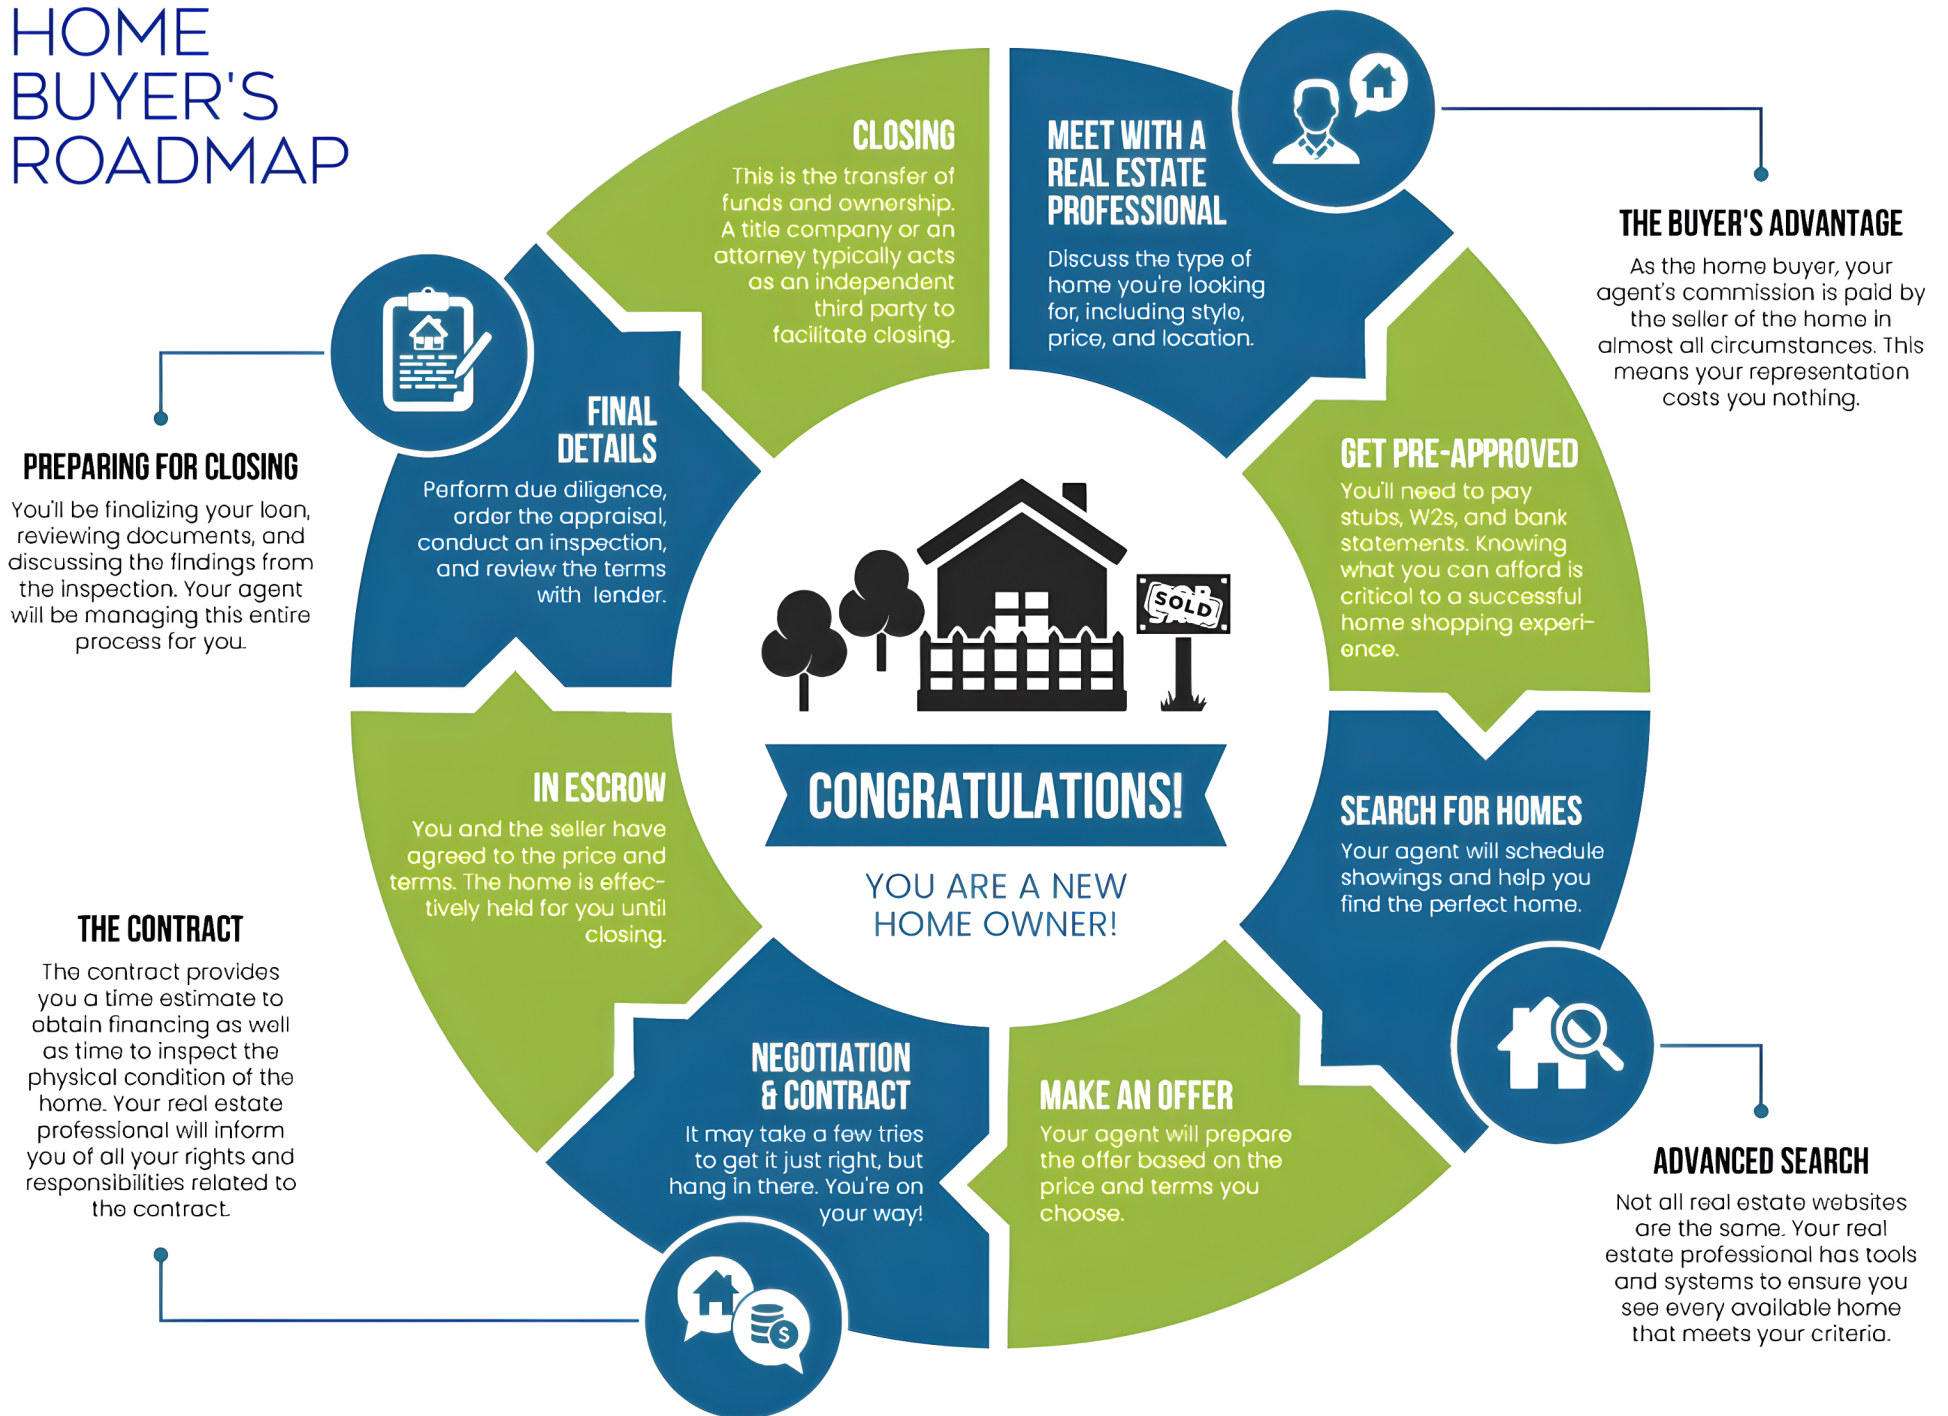 HOME
BUYER'S
ROADMAP
MEET WITH A
REAL ESTATE
PROFESSIONAL
Discuss the type of
home you're looking
for, including style,
price, and location.
THE BUYER'S ADVANTAGE
As the home buyer, your
agent's commission is paid by
the seller of the home in
almost all circumstances. This
means your representation
costs you nothing.
GET PRE-APPROVED
You'll need to pay
stubs, W2s, and bank
statements. Knowing
what you can afford is
critical to a successful
home shopping experi-
ence.
SEARCH FOR HOMES
Your agent will schedule
showings and help you
find the perfect home.
ADVANCED SEARCH
Not all real estate websites
are the same. Your real
estate professional has tools
and systems to ensure you
see every available home
that meets your criteria.
MAKE AN OFFER
Your agent will prepare
the offer based on the
price and terms you
choose.
NEGOTIATION
& CONTRACT
It may take a few tries
to get it just right, but
hang in there. You're on
your way!
$
THE CONTRACT
The contract provides
you a time estimate to
obtain financing as well
as time to inspect the
physical condition of the
home. Your real estate
professional will inform
you of all your rights and
responsibilities related to
the contract.
IN ESCROW
You and the seller have
agreed to the price and
terms. The home is effec-
tively held for you until
closing.
FINAL
DETAILS
Perform due diligence,
order the appraisal,
conduct an inspection,
and review the terms
with lender.
PREPARING FOR CLOSING
You'll be finalizing your loan,
reviewing documents, and
discussing the findings from
the inspection. Your agent
will be managing this entire
process for you.
CLOSING
This is the transfer of
funds and ownership.
A title company or an
attorney typically acts
as an independent
third party to
facilitate closing.
SOLD
CONGRATULATIONS!
YOU ARE A NEW
HOME OWNER!